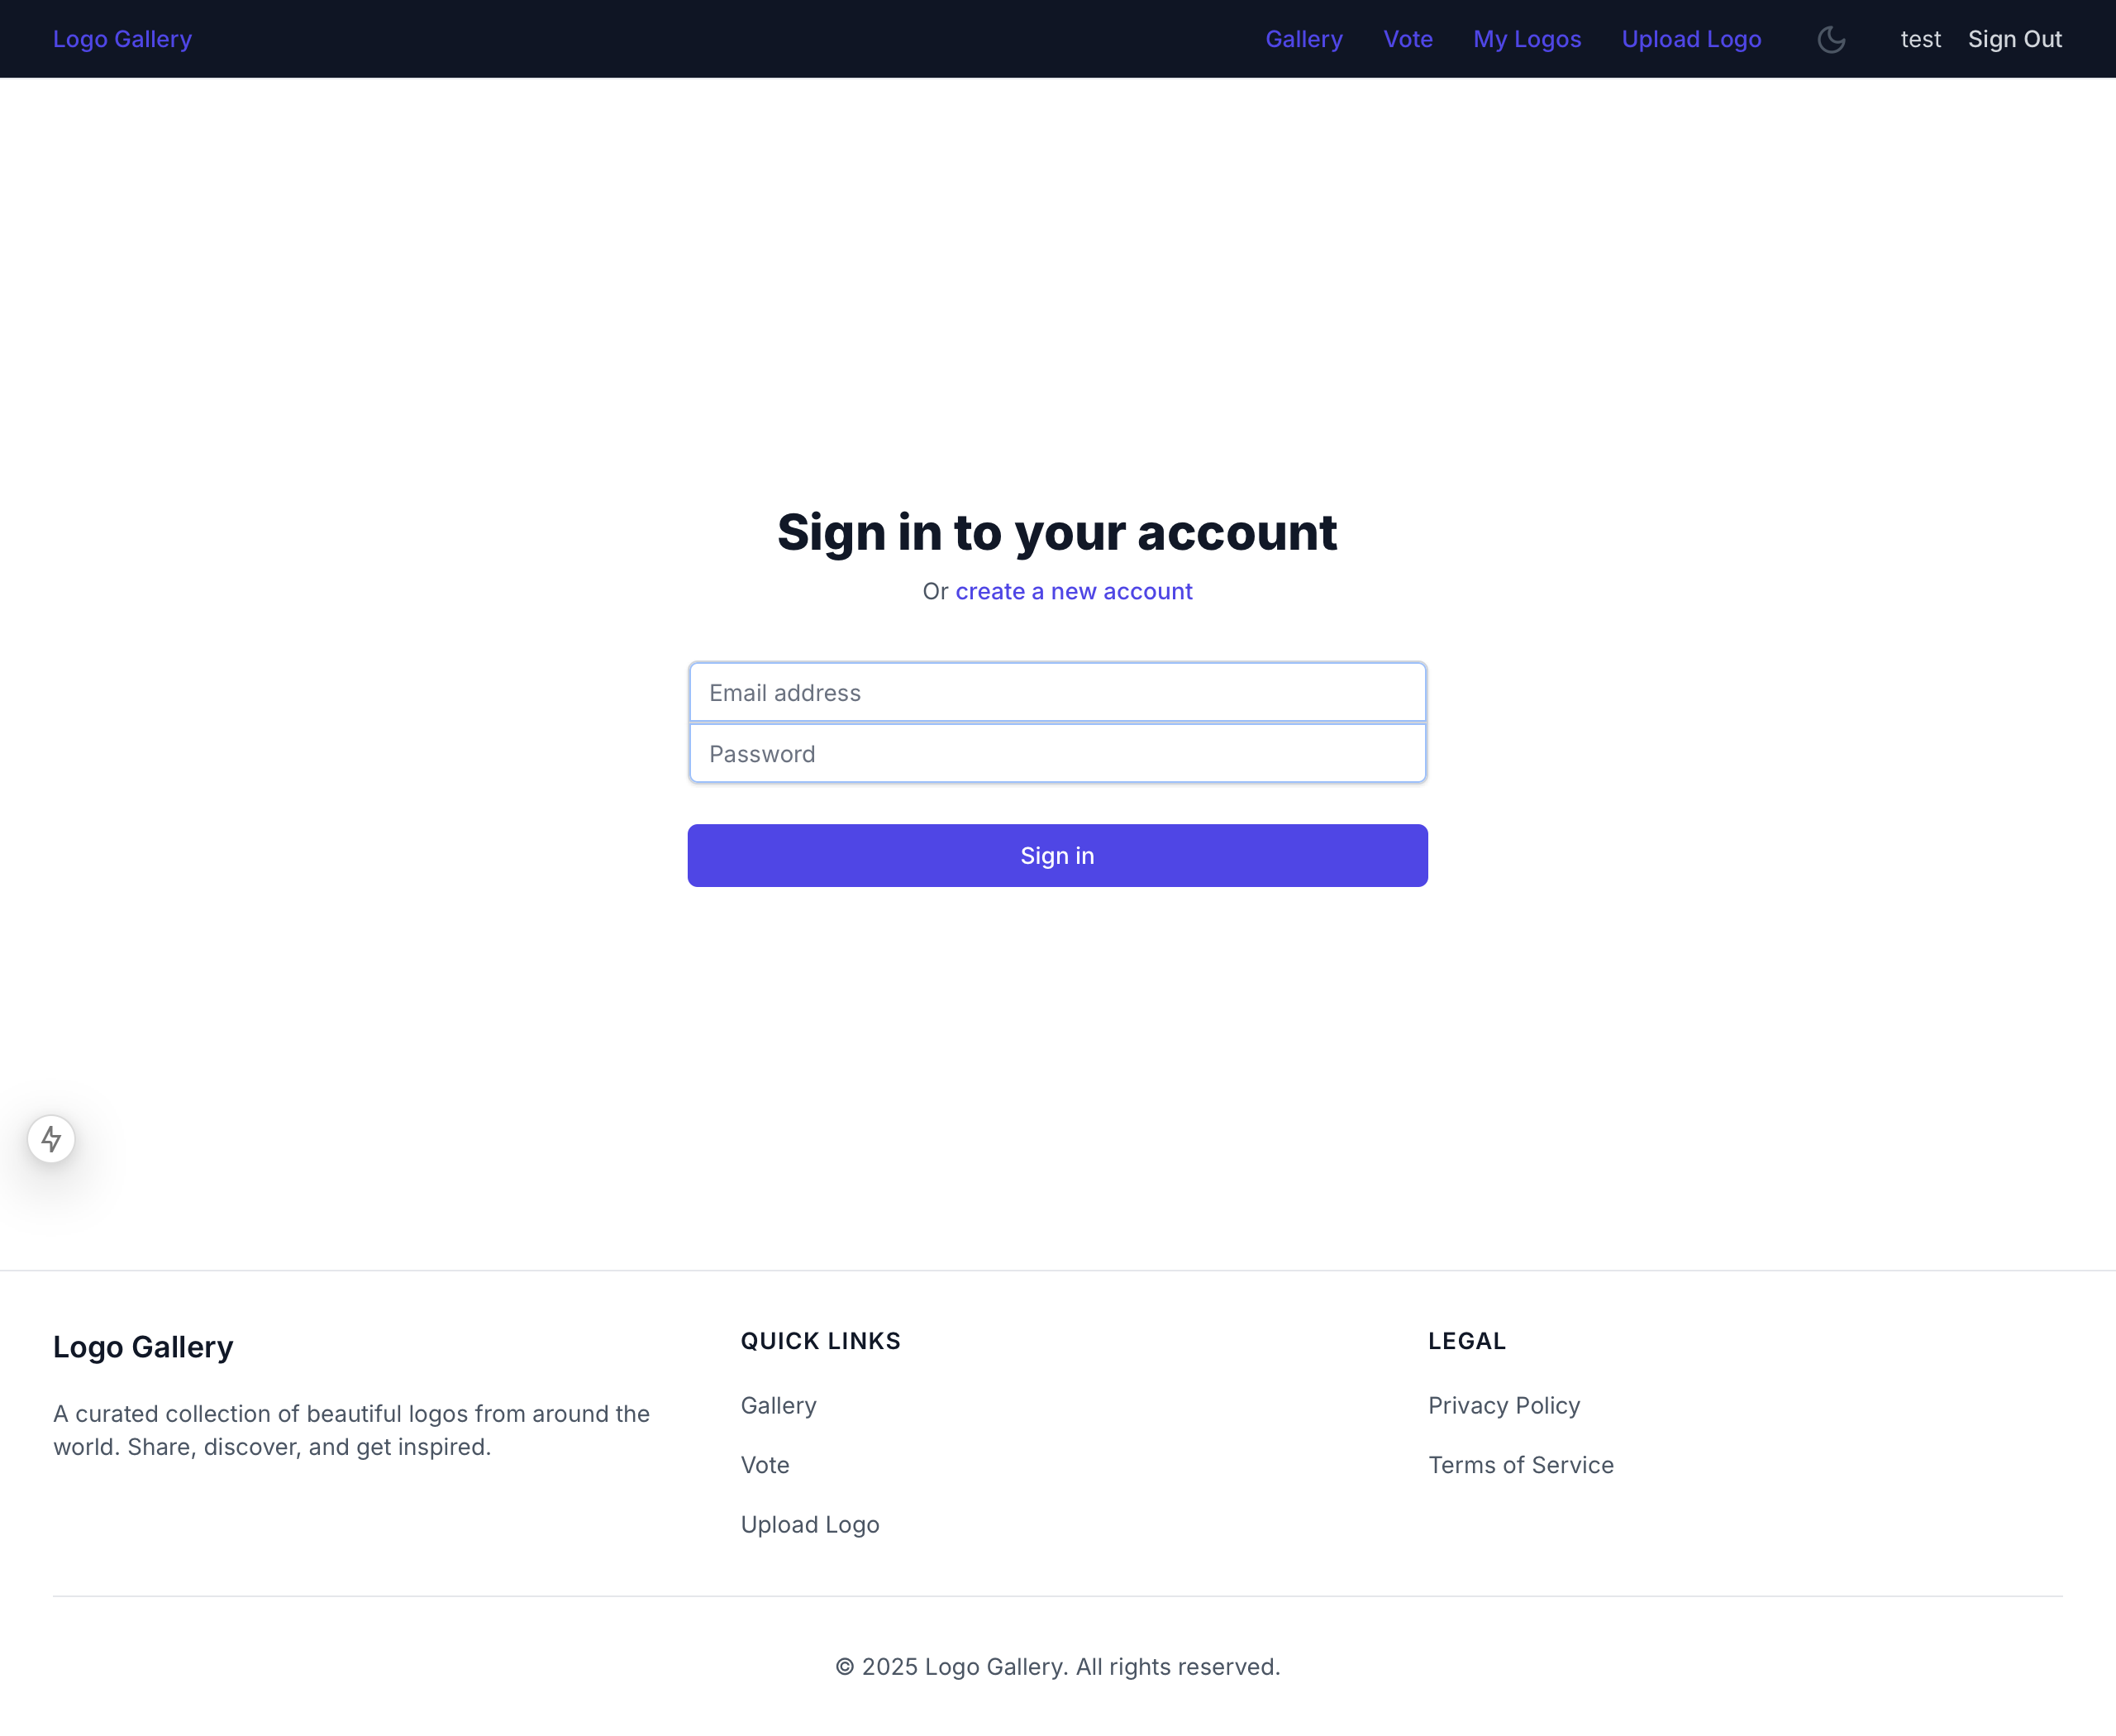 Logo Gallery
Gallery
Vote
My Logos
Upload Logo
test
Sign Out
Sign in to your account
Or create a new account
Email address
Password
Sign in
Logo Gallery
A curated collection of beautiful logos from around the
world. Share, discover, and get inspired.
QUICK LINKS
Gallery
Vote
Upload Logo
LEGAL
Privacy Policy
Terms of Service
© 2025 Logo Gallery. All rights reserved.